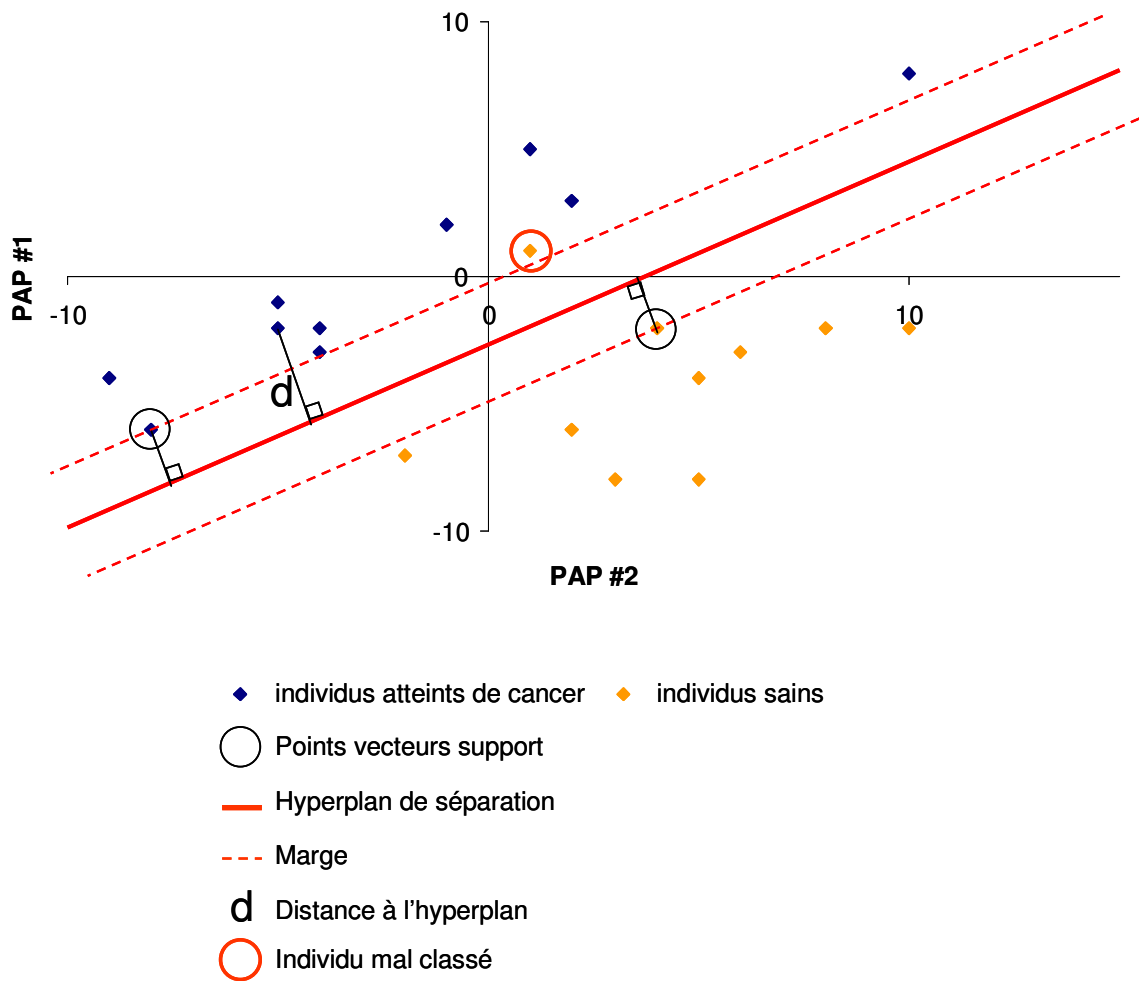 10
PAP #1
0
-10
0
10
d
-10
PAP #2
individus atteints de cancer
individus sains
Points vecteurs support
Hyperplan de séparation
Marge
d Distance à l'hyperplan
Individu mal classé